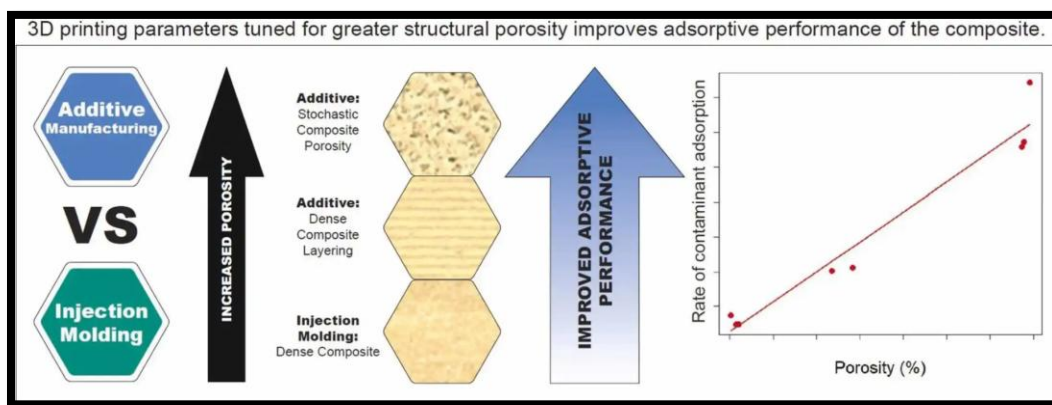 3D printing parameters tuned for greater structural porosity improves adsorptive performance of the composite.
Additive
Manufacturing
VS
Injection
Molding
INCREASED POROSITY
Additive:
Stochastic
Composite
Porosity
Additive:
Dense
Composite
Layering
Injection
Molding:
Dense Composite
IMPROVED ADSORPTIVE
PERFORMANCE
Rate of contaminant adsorption
Porosity (%)